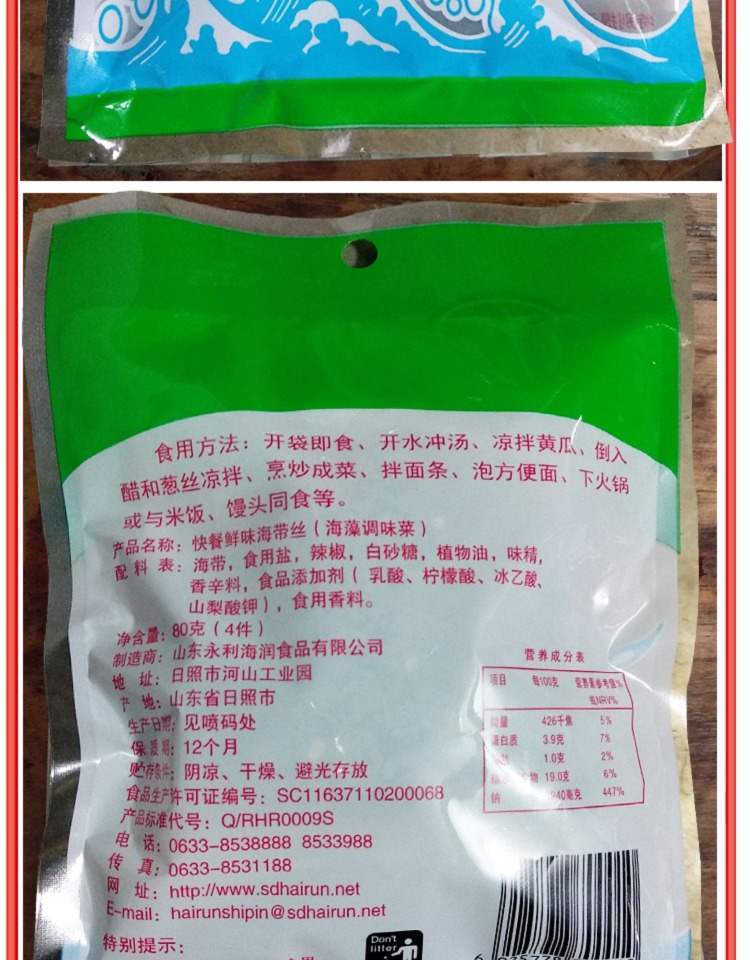 食用方法：开袋即食、开水冲汤、凉拌黄瓜、倒入
醋和葱丝凉拌、烹炒成菜、拌面条、泡方便面、下火锅
或与米饭、馒头同食等。
产品名称：快餐鲜味海带丝（海藻调味菜）
配 料 表：海带，食用盐，辣椒，白砂糖，植物油，味精，
香辛料，食品添加剂（ 乳酸、柠檬酸、冰乙酸、
山梨酸钾），食用香料。
净含量：80克（4件）
制造商：山东永利海润食品有限公司
地 址：日照市河山工业园
产 地：山东省日照市
生产日期：见喷码处
保 质 期：12个月
贮存条件：阴凉、干燥、避光存放
食品生产许可证编号：SC11637110200068
产品标准代号：Q/RHR0009S
电 话：0633-8538888 8533988
传 真：0633-8531188
网 址：http://www.sdhairun.net
E-mail：hairunshipin@sdhairun.net
特别提示：
营养成分表
项目 每100克 营养素参考值%
或NRV%
能量 426千焦 5%
蛋白质 3.9克 7%
1.0克 2%
物 19.0克 6%
钠 940毫克 447%
Don't
litter